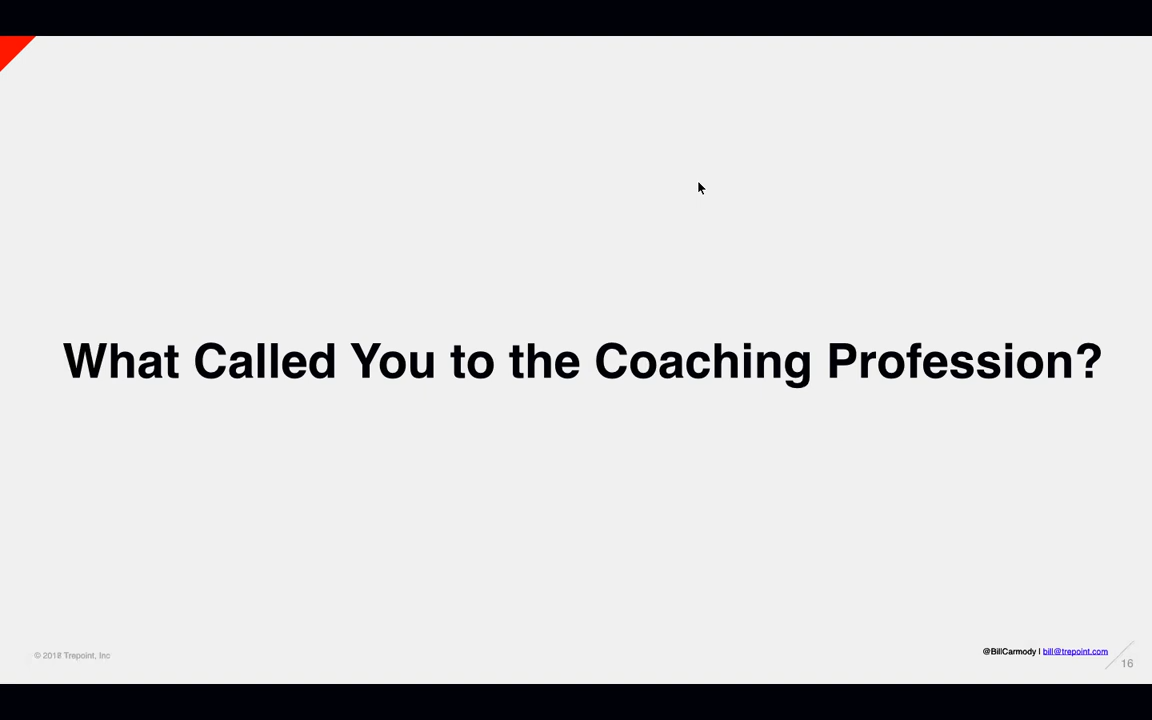 What Called You to the Coaching Profession?
© 2018 Trepoint, Inc
@BillCarmody | bill@trepoint.com
16